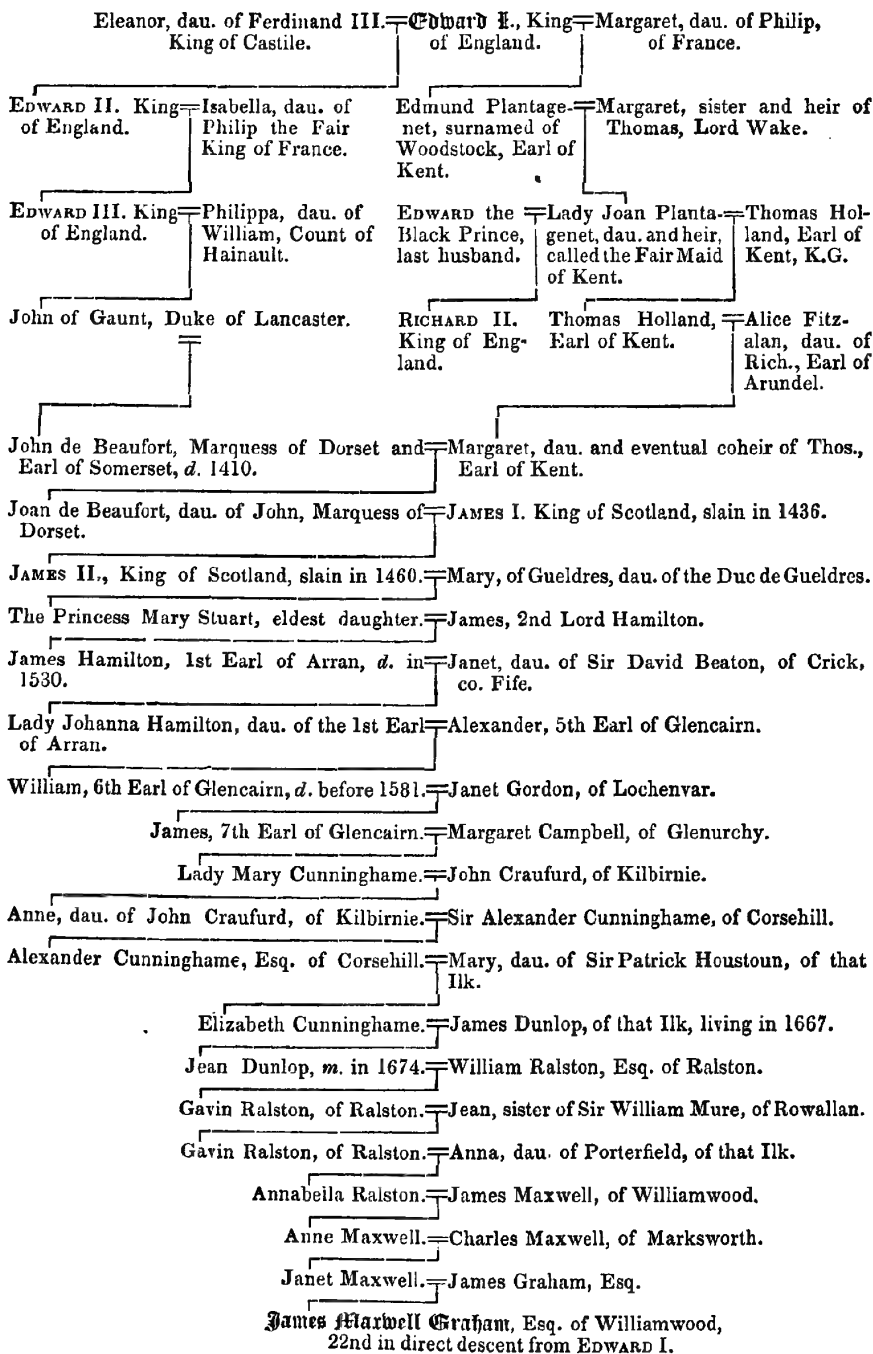 Eleanor, dau. of Ferdinand III. Edward I., King Margaret, dau. of Philip,
King of Castile. of England. of France.
EDWARD II. King Isabella, dau. of Edmund Plantage- Margaret, sister and heir of
of England. Philip the Fair net, surnamed of Thomas, Lord Wake.
King of France. Woodstock, Earl of
Kent.
EDWARD III. King Philippa, dau. of EDWARD the Lady Joan Planta- Thomas Hol-
of England. William, Count of Black Prince, genet, dau. and heir, land, Earl of
Hainault. last husband. called the Fair Maid Kent, K.G.
of Kent.
John of Gaunt, Duke of Lancaster. RICHARD II. Thomas Holland, Alice Fitz-
King of Eng- Earl of Kent. alan, dau. of
land. Rich., Earl of
Arundel.
John de Beaufort, Marquess of Dorset and Margaret, dau. and eventual coheir of Thos.,
Earl of Somerset, d. 1410. Earl of Kent.
Joan de Beaufort, dau. of John, Marquess of JAMES I. King of Scotland, slain in 1436.
Dorset.
JAMES II., King of Scotland, slain in 1460. Mary, of Gueldres, dau. of the Duc de Gueldres.
The Princess Mary Stuart, eldest daughter. James, 2nd Lord Hamilton.
James Hamilton, 1st Earl of Arran, d. in Janet, dau. of Sir David Beaton, of Crick,
1530. co. Fife.
Lady Johanna Hamilton, dau. of the 1st Earl Alexander, 5th Earl of Glencairn.
of Arran.
William, 6th Earl of Glencairn, d. before 1581. Janet Gordon, of Lochenvar.
James, 7th Earl of Glencairn. Margaret Campbell, of Glenurchy.
Lady Mary Cunninghame. John Craufurd, of Kilbirnie.
Anne, dau. of John Craufurd, of Kilbirnie. Sir Alexander Cunninghame, of Corsehill.
Alexander Cunninghame, Esq. of Corsehill. Mary, dau. of Sir Patrick Houstoun, of that
Ilk.
Elizabeth Cunninghame. James Dunlop, of that Ilk, living in 1667.
Jean Dunlop, m. in 1674. William Ralston, Esq. of Ralston.
Gavin Ralston, of Ralston. Jean, sister of Sir William Mure, of Rowallan.
Gavin Ralston, of Ralston. Anna, dau. of Porterfield, of that Ilk.
Annabella Ralston. James Maxwell, of Williamwood.
Anne Maxwell. Charles Maxwell, of Marksworth.
Janet Maxwell. James Graham, Esq.
James Maxwell Graham, Esq. of Williamwood,
22nd in direct descent from EDWARD I.